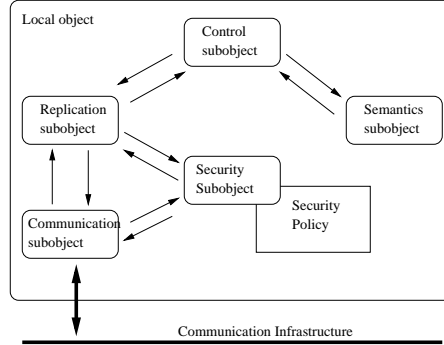 Local object
Control
subobject
Replication
subobject
Semantics
subobject
Security
Subobject
Security
Policy
Communication
subobject
Communication Infrastructure